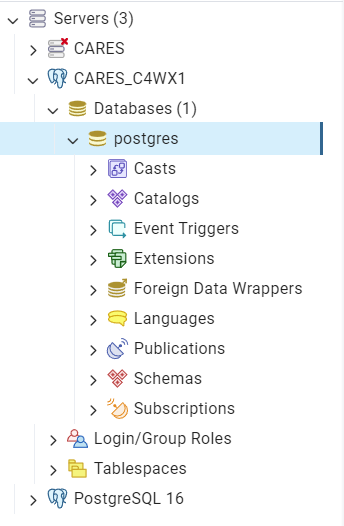 Servers (3)
CARES
CARES_C4WX1
Databases (1)
postgres
Casts
Catalogs
Event Triggers
Extensions
Foreign Data Wrappers
Languages
Publications
Schemas
Subscriptions
Login/Group Roles
Tablespaces
PostgreSQL 16